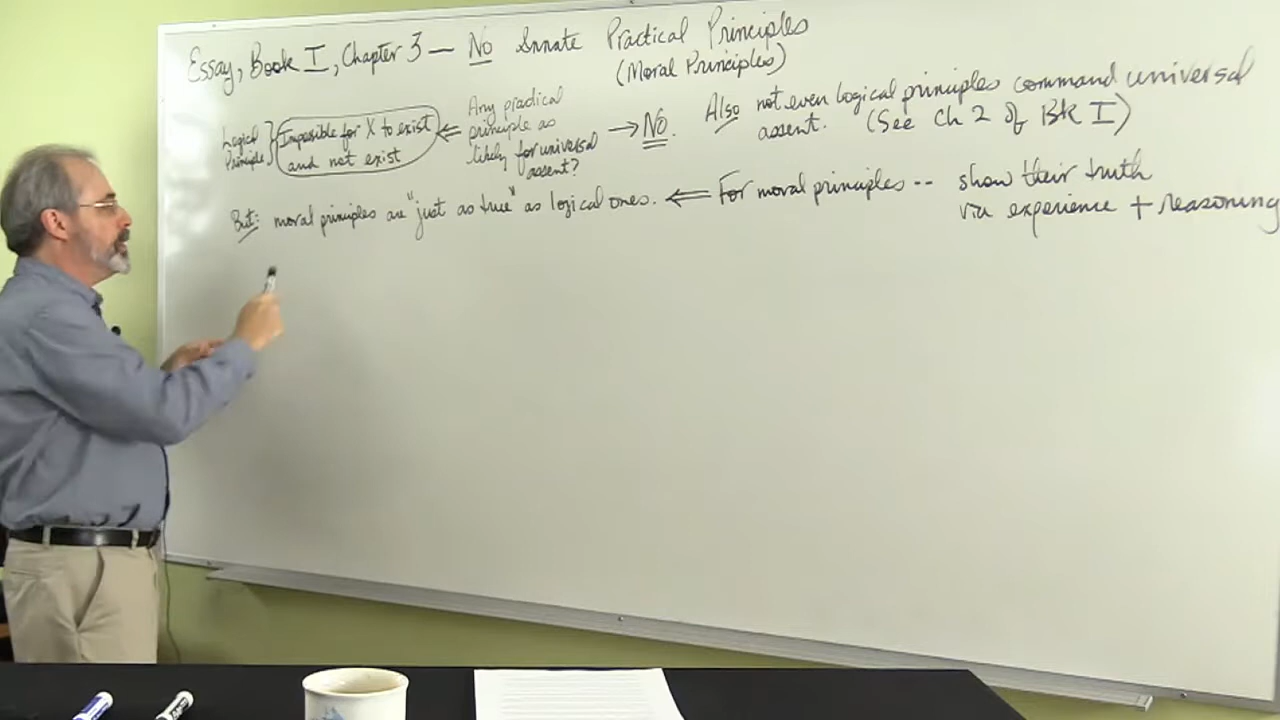 Essay, Book I, Chapter 3 — No Innate Practical Principles
(Moral Principles)
Logical Principle } Impossible for X to exist and not exist
⇐ Any practical principle as likely for universal assent?
→ No.
Also not even logical principles command universal
assent. (See Ch 2 of Bk I)
But: moral principles are "just as true" as logical ones. ⇐ For moral principles -- show their truth
via experience + reasoning